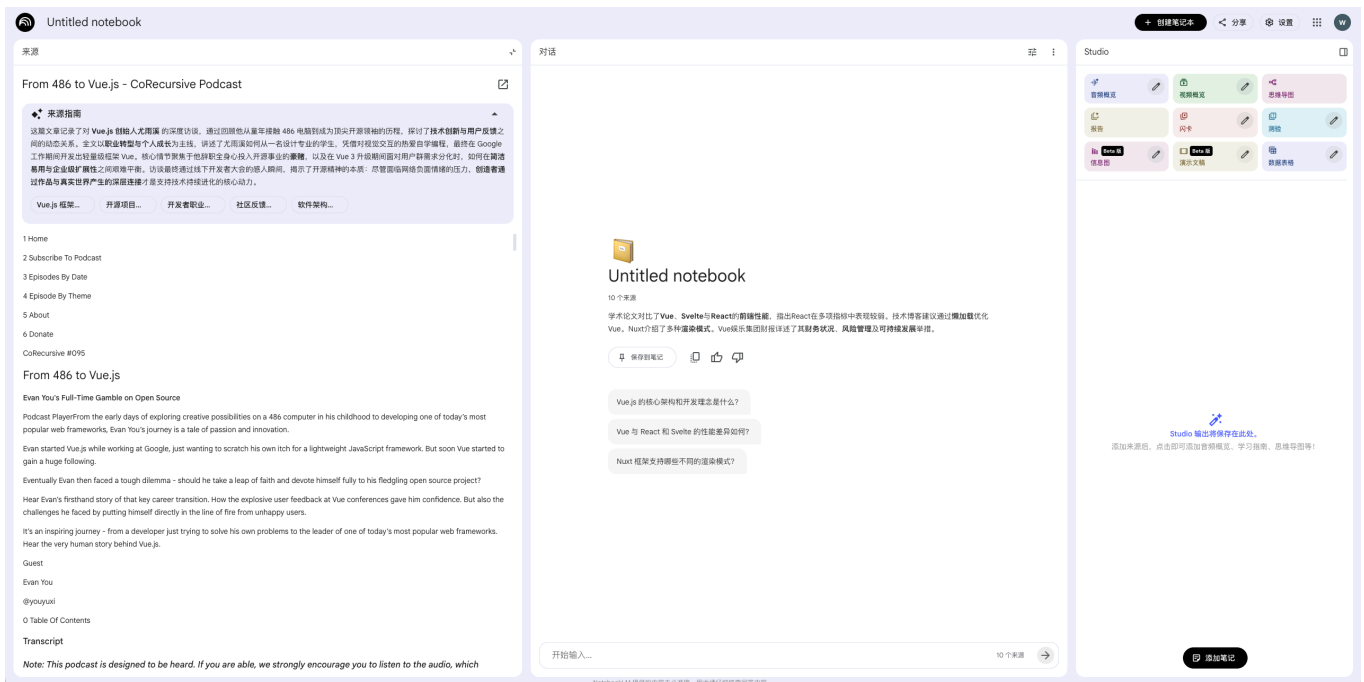 Untitled notebook
+ 创建笔记本
分享
设置
W
来源
From 486 to Vue.js - CoRecursive Podcast
来源指南
这篇文章记录了对 Vue.js 创始人尤雨溪 的深度访谈，通过回顾他从童年接触 486 电脑到成为顶尖开源领袖的历程，探讨了技术创新与用户反馈之
间的动态关系。全文以职业转型与个人成长为主线，讲述了尤雨溪如何从一名设计专业的学生，凭借对视觉交互的热爱自学编程，最终在 Google
工作期间开发出轻量级框架 Vue。核心情节聚焦于他辞职全身心投入开源事业的豪赌，以及在 Vue 3 升级期间面对用户群需求分化时，如何在简洁
易用与企业级扩展性之间艰难平衡。访谈最终通过线下开发者大会的感人瞬间，揭示了开源精神的本质：尽管面临网络负面情绪的压力，创造者通
过作品与真实世界产生的深层连接才是支持技术持续进化的核心动力。
Vue.js 框架...
开源项目...
开发者职业...
社区反馈...
软件架构...
1 Home
2 Subscribe To Podcast
3 Episodes By Date
4 Episode By Theme
5 About
6 Donate
CoRecursive #095
From 486 to Vue.js
Evan You's Full-Time Gamble on Open Source
Podcast PlayerFrom the early days of exploring creative possibilities on a 486 computer in his childhood to developing one of today's most
popular web frameworks, Evan You's journey is a tale of passion and innovation.
Evan started Vue.js while working at Google, just wanting to scratch his own itch for a lightweight JavaScript framework. But soon Vue started to
gain a huge following.
Eventually Evan then faced a tough dilemma - should he take a leap of faith and devote himself fully to his fledgling open source project?
Hear Evan's firsthand story of that key career transition. How the explosive user feedback at Vue conferences gave him confidence. But also the
challenges he faced by putting himself directly in the line of fire from unhappy users.
It's an inspiring journey - from a developer just trying to solve his own problems to the leader of one of today's most popular web frameworks.
Hear the very human story behind Vue.js.
Guest
Evan You
@youyuxi
0 Table Of Contents
Transcript
Note: This podcast is designed to be heard. If you are able, we strongly encourage you to listen to the audio, which
对话
Untitled notebook
10 个来源
学术论文对比了Vue、Svelte与React的前端性能，指出React在多项指标中表现较弱。技术博客建议通过懒加载优化
Vue。Nuxt介绍了多种渲染模式。Vue娱乐集团财报详述了其财务状况、风险管理及可持续发展举措。
保存到笔记
Vue.js 的核心架构和开发理念是什么？
Vue 与 React 和 Svelte 的性能差异如何？
Nuxt 框架支持哪些不同的渲染模式？
开始输入...
10 个来源
Studio
音频概览
视频概览
思维导图
报告
闪卡
测验
Beta 版
信息图
Beta 版
演示文稿
数据表格
Studio 输出将保存在此处。
添加来源后，点击即可添加音频概览、学习指南、思维导图等！
添加笔记